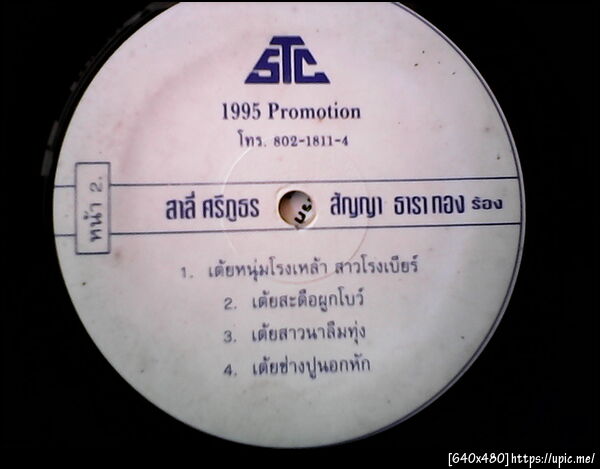 STC
1995 Promotion
โทร. 802-1811-4
หน้า 2.
สาลี่ ศรีภูธร สัญญา ธาราทอง ร้อง
1. เต้ยหนุ่มโรงเหล้า สาวโรงเบียร์
2. เต้ยสะดือผูกโบว์
3. เต้ยสาวนาลืมทุ่ง
4. เต้ยช่างปูนอกหัก
[640x480]https://upic.me/